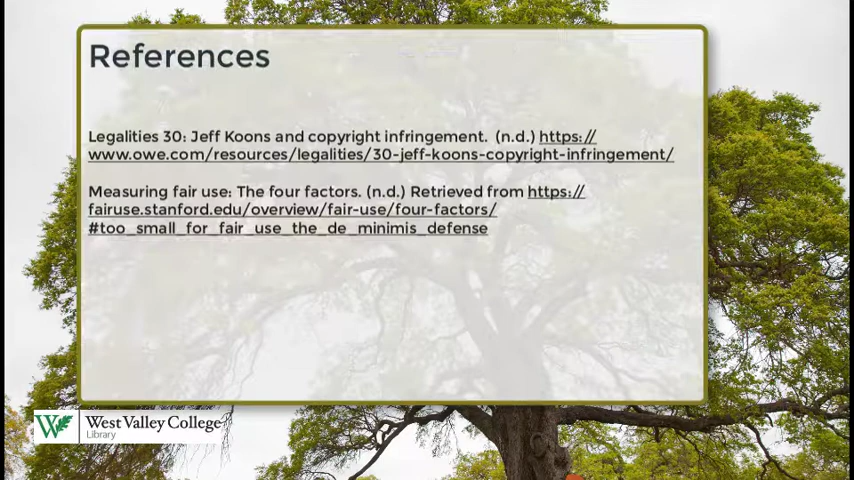 References
Legalities 30: Jeff Koons and copyright infringement. (n.d.) https://
www.owe.com/resources/legalities/30-jeff-koons-copyright-infringement/
Measuring fair use: The four factors. (n.d.) Retrieved from https://
fairuse.stanford.edu/overview/fair-use/four-factors/
#too_small_for_fair_use_the_de_minimis_defense
West Valley College
Library